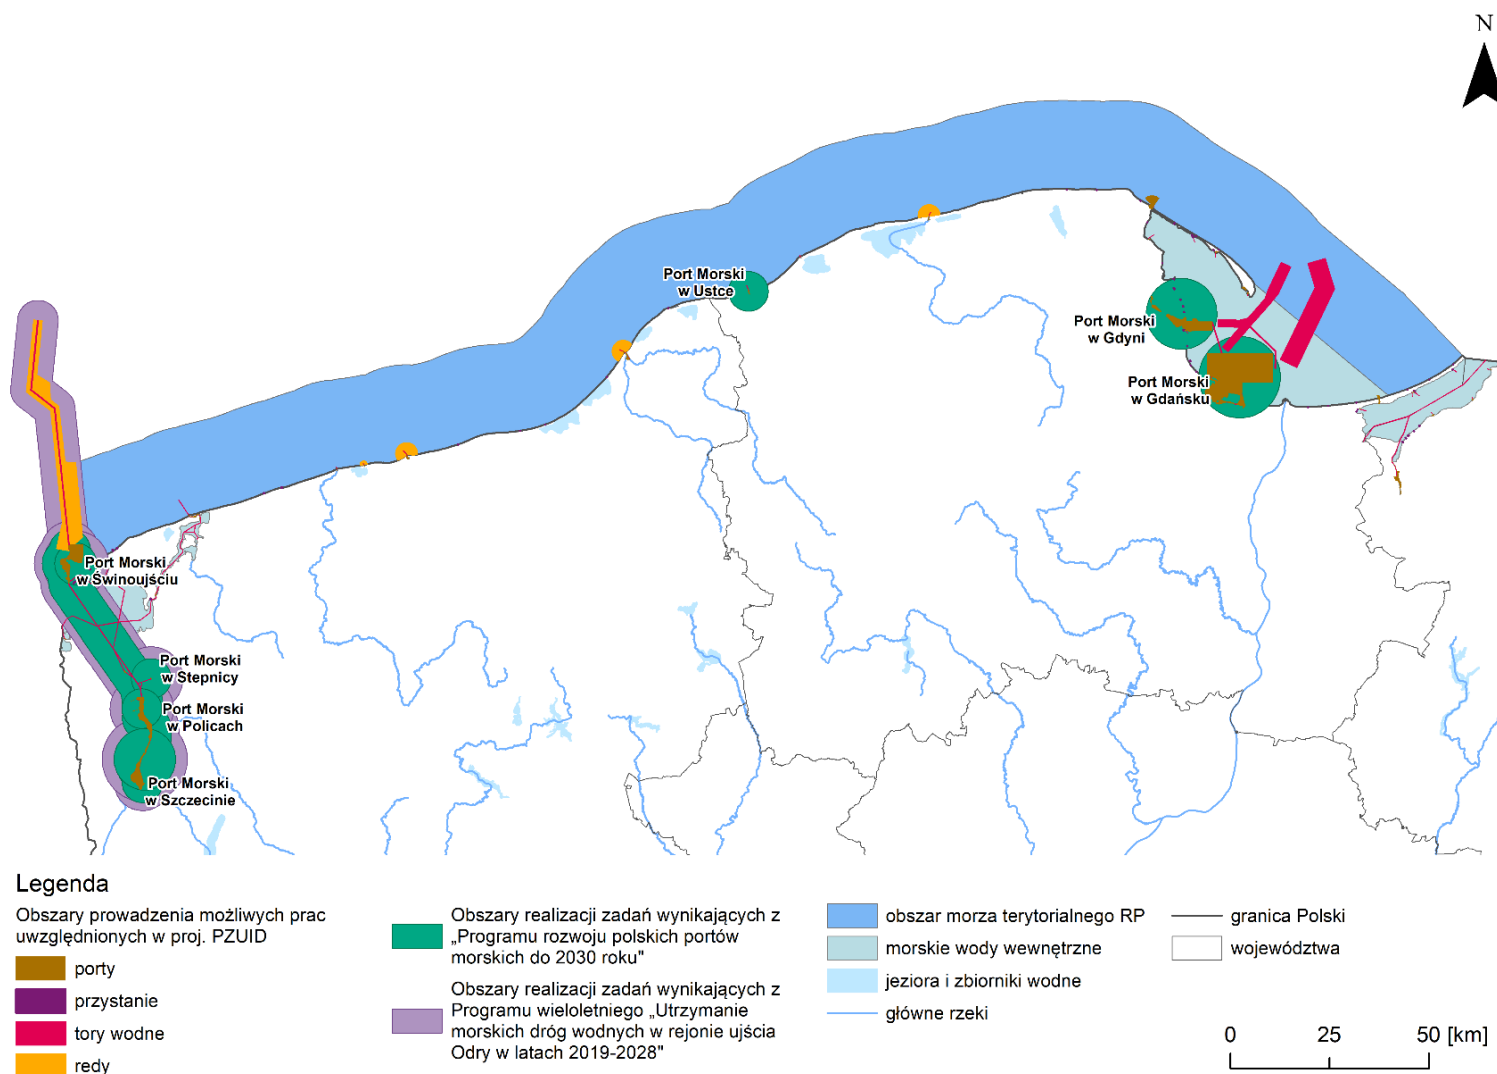 N
Port Morski
w Ustce
Port Morski
w Gdyni
Port Morski
w Gdańsku
Port Morski
w Świnoujściu
Port Morski
w Stepnicy
Port Morski
w Policach
Port Morski
w Szczecinie
Legenda
Obszary prowadzenia możliwych prac
uwzględnionych w proj. PZUID
porty
przystanie
tory wodne
redy
Obszary realizacji zadań wynikających z
„Programu rozwoju polskich portów
morskich do 2030 roku"
Obszary realizacji zadań wynikających z
Programu wieloletniego „Utrzymanie
morskich dróg wodnych w rejonie ujścia
Odry w latach 2019-2028"
obszar morza terytorialnego RP
morskie wody wewnętrzne
jeziora i zbiorniki wodne
główne rzeki
granica Polski
województwa
0 25 50 [km]